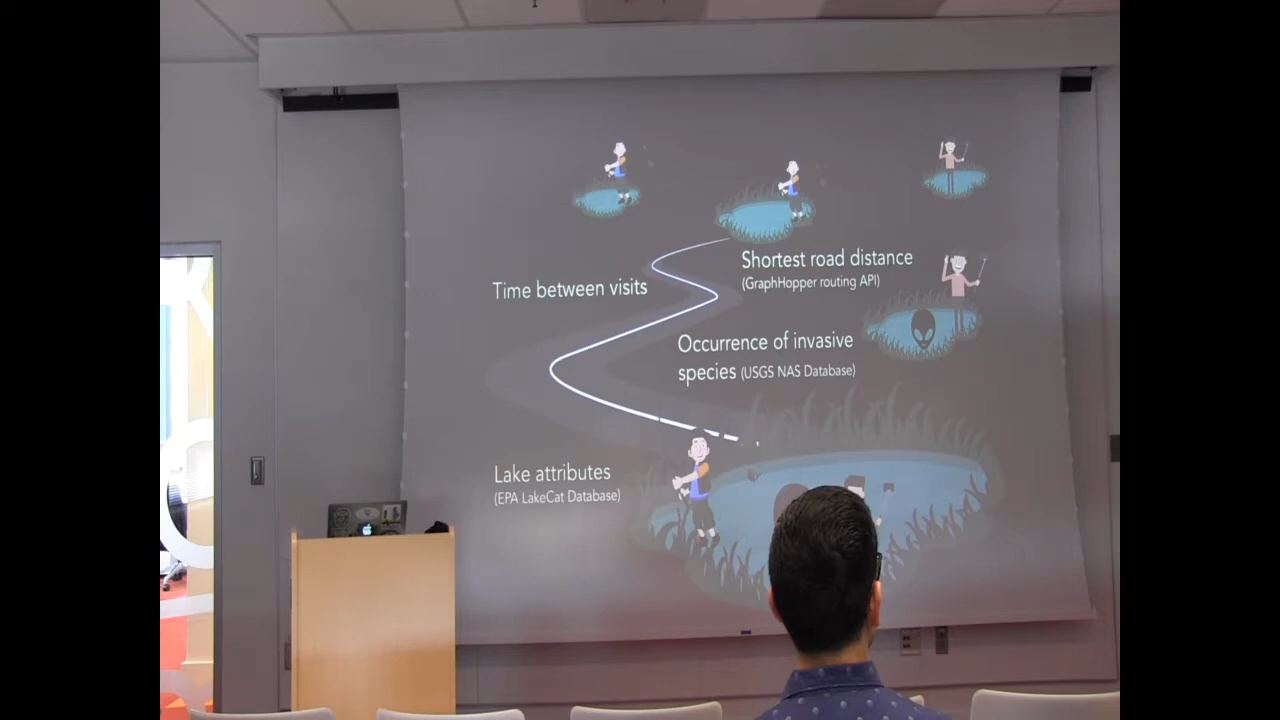 Shortest road distance
(GraphHopper routing API)
Time between visits
Occurrence of invasive
species (USGS NAS Database)
Lake attributes
(EPA LakeCat Database)